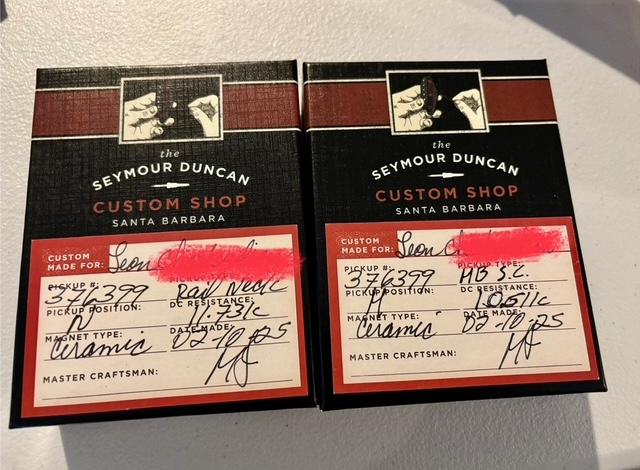 the
SEYMOUR DUNCAN
CUSTOM SHOP
SANTA BARBARA
CUSTOM MADE FOR: Leon
PICKUP #: 376399
PICKUP TYPE: Rail Neck
PICKUP POSITION: N
DC RESISTANCE: 11.73k
MAGNET TYPE: Ceramic
DATE MADE: 02-10-25
MASTER CRAFTSMAN: MJ
the
SEYMOUR DUNCAN
CUSTOM SHOP
SANTA BARBARA
CUSTOM MADE FOR: Leon
PICKUP #: 376399
PICKUP TYPE: HB S.C.
PICKUP POSITION:
DC RESISTANCE:
MAGNET TYPE: Ceramic
DATE MADE: 02-10-25
MASTER CRAFTSMAN: MJ